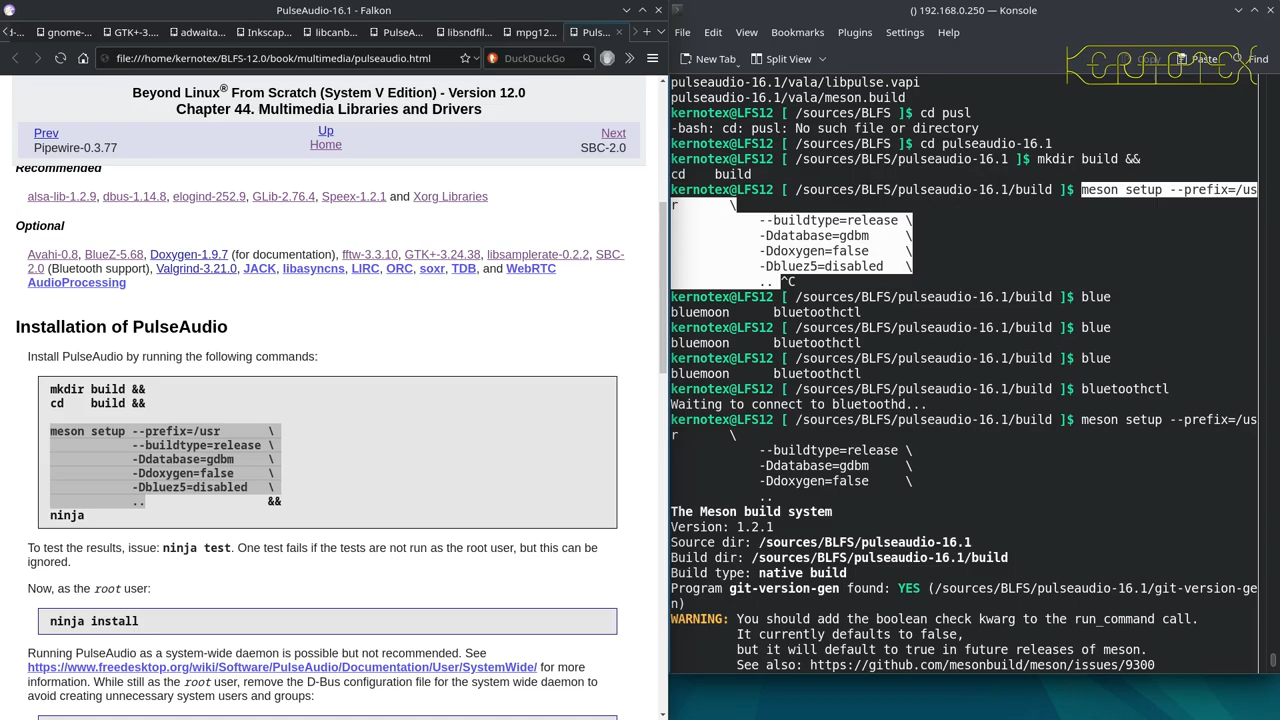 PulseAudio-16.1 - Falkon
d-...
gnome-...
GTK+-3....
adwaita...
Inkscap...
libcanb...
PulseA...
libsndfil...
mpg12...
Puls...
file:///home/kernotex/BLFS-12.0/book/multimedia/pulseaudio.html
DuckDuckGo
Beyond Linux® From Scratch (System V Edition) - Version 12.0
Chapter 44. Multimedia Libraries and Drivers
Prev Up Next
Pipewire-0.3.77 Home SBC-2.0
Recommended
alsa-lib-1.2.9, dbus-1.14.8, elogind-252.9, GLib-2.76.4, Speex-1.2.1 and Xorg Libraries
Optional
Avahi-0.8, BlueZ-5.68, Doxygen-1.9.7 (for documentation), fftw-3.3.10, GTK+-3.24.38, libsamplerate-0.2.2, SBC-
2.0 (Bluetooth support), Valgrind-3.21.0, JACK, libasyncns, LIRC, ORC, soxr, TDB, and WebRTC
AudioProcessing
Installation of PulseAudio
Install PulseAudio by running the following commands:
mkdir build &&
cd    build &&
meson setup --prefix=/usr       \
            --buildtype=release \
            -Ddatabase=gdbm     \
            -Ddoxygen=false     \
            -Dbluez5=disabled   \
            ..                  &&
ninja
To test the results, issue: ninja test. One test fails if the tests are not run as the root user, but this can be
ignored.
Now, as the root user:
ninja install
Running PulseAudio as a system-wide daemon is possible but not recommended. See
https://www.freedesktop.org/wiki/Software/PulseAudio/Documentation/User/SystemWide/ for more
information. While still as the root user, remove the D-Bus configuration file for the system wide daemon to
avoid creating unnecessary system users and groups:
() 192.168.0.250 — Konsole
File Edit View Bookmarks Plugins Settings Help
New Tab Split View Copy Paste Find
KERNOTEX
pulseaudio-16.1/vala/libpulse.vapi
pulseaudio-16.1/vala/meson.build
kernotex@LFS12 [ /sources/BLFS ]$ cd pusl
-bash: cd: pusl: No such file or directory
kernotex@LFS12 [ /sources/BLFS ]$ cd pulseaudio-16.1
kernotex@LFS12 [ /sources/BLFS/pulseaudio-16.1 ]$ mkdir build &&
cd    build
kernotex@LFS12 [ /sources/BLFS/pulseaudio-16.1/build ]$ meson setup --prefix=/us
r       \
            --buildtype=release \
            -Ddatabase=gdbm     \
            -Ddoxygen=false     \
            -Dbluez5=disabled   \
            .. ^C
kernotex@LFS12 [ /sources/BLFS/pulseaudio-16.1/build ]$ blue
bluemoon      bluetoothctl
kernotex@LFS12 [ /sources/BLFS/pulseaudio-16.1/build ]$ blue
bluemoon      bluetoothctl
kernotex@LFS12 [ /sources/BLFS/pulseaudio-16.1/build ]$ blue
bluemoon      bluetoothctl
kernotex@LFS12 [ /sources/BLFS/pulseaudio-16.1/build ]$ bluetoothctl
Waiting to connect to bluetoothd...
kernotex@LFS12 [ /sources/BLFS/pulseaudio-16.1/build ]$ meson setup --prefix=/us
r       \
            --buildtype=release \
            -Ddatabase=gdbm     \
            -Ddoxygen=false     \
            ..
The Meson build system
Version: 1.2.1
Source dir: /sources/BLFS/pulseaudio-16.1
Build dir: /sources/BLFS/pulseaudio-16.1/build
Build type: native build
Program git-version-gen found: YES (/sources/BLFS/pulseaudio-16.1/git-version-ge
n)
WARNING: You should add the boolean check kwarg to the run_command call.
         It currently defaults to false,
         but it will default to true in future releases of meson.
         See also: https://github.com/mesonbuild/meson/issues/9300